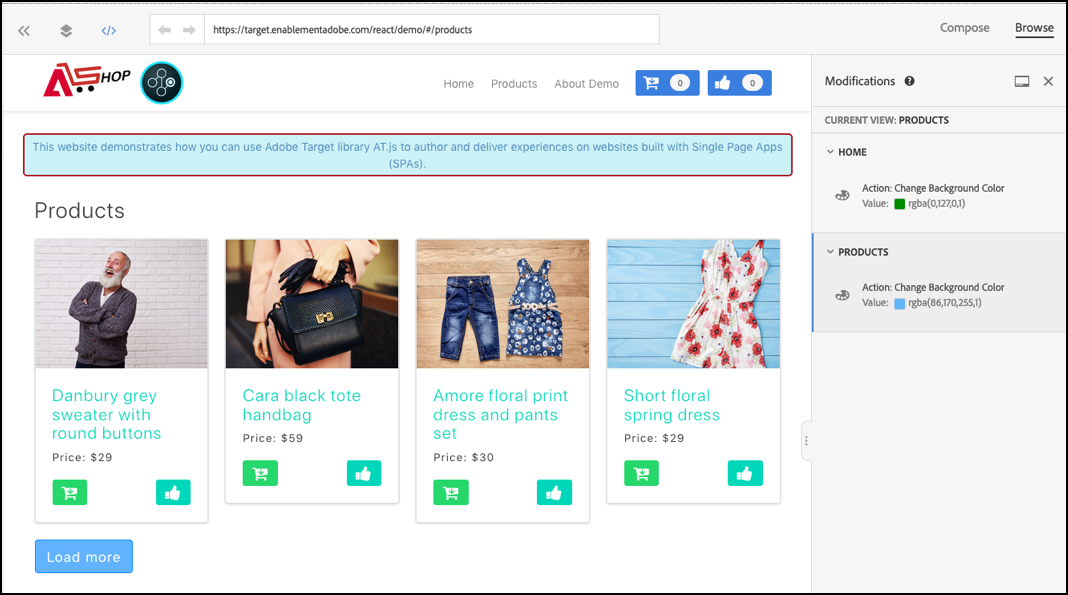 https://target.enablementadobe.com/react/demo/#/products
Compose
Browse
SHOP
Home
Products
About Demo
0
0
This website demonstrates how you can use Adobe Target library AT.js to author and deliver experiences on websites built with Single Page Apps
(SPAs).
Products
Danbury grey
sweater with
round buttons
Price: $29
Cara black tote
handbag
Price: $59
Amore floral print
dress and pants
set
Price: $30
Short floral
spring dress
Price: $29
Load more
Modifications
CURRENT VIEW: PRODUCTS
HOME
Action: Change Background Color
Value: rgba(0,127,0,1)
PRODUCTS
Action: Change Background Color
Value: rgba(86,170,255,1)